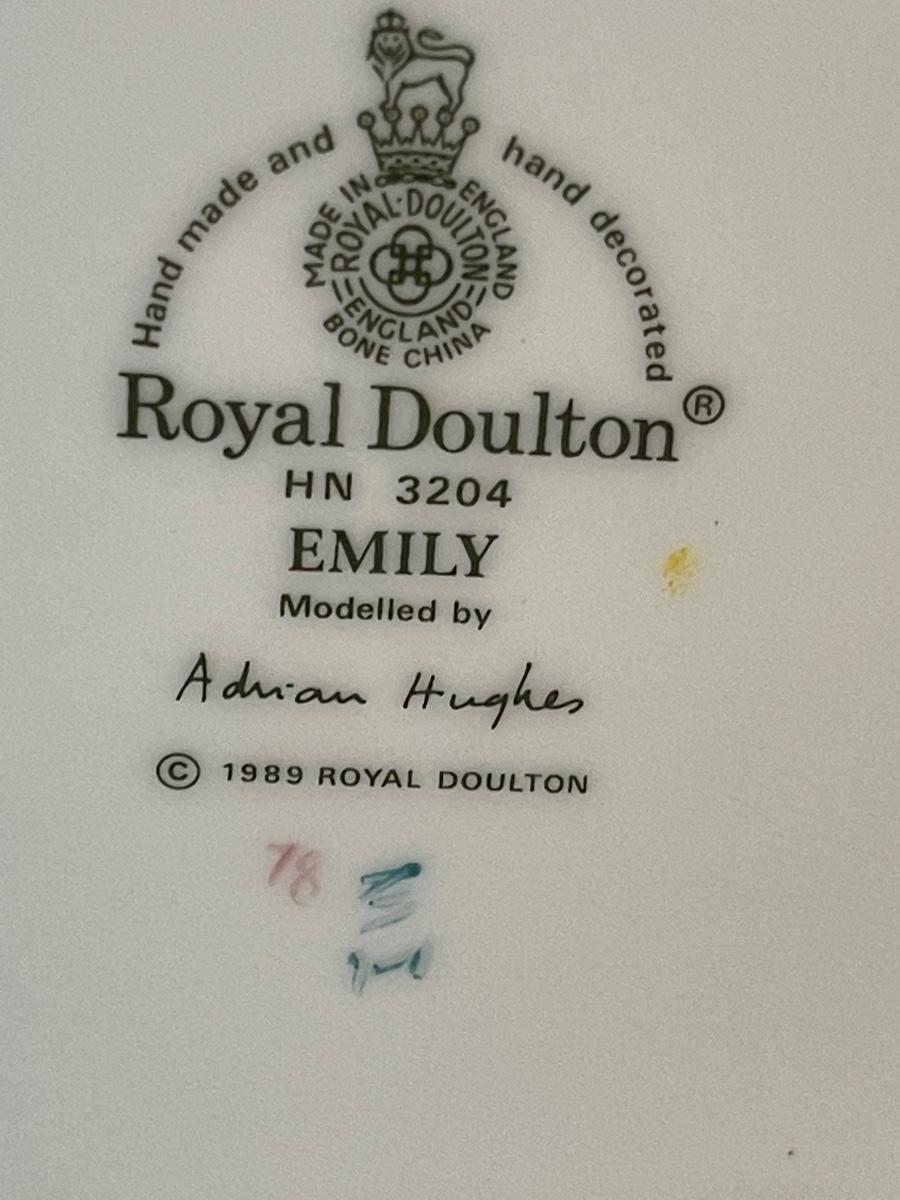 Hand made and hand decorated
MADE IN ENGLAND
ROYAL·DOULTON
ENGLAND
BONE CHINA
Royal Doulton®
HN 3204
EMILY
Modelled by
Adrian Hughes
© 1989 ROYAL DOULTON
78